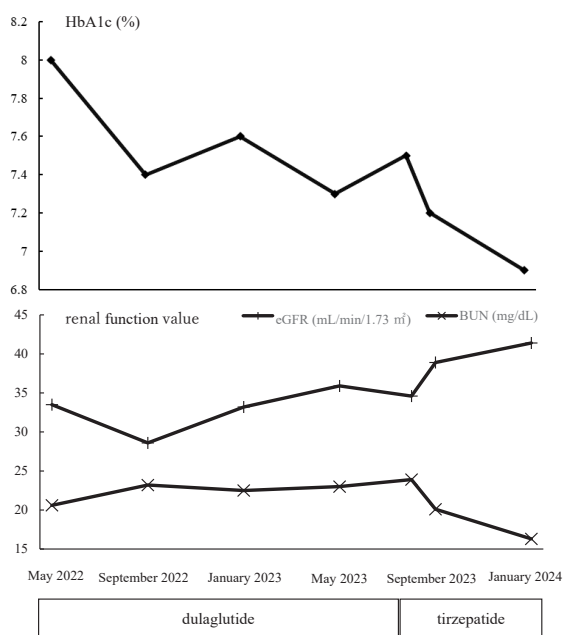 HbA1c (%)
8.2
8
7.8
7.6
7.4
7.2
7
6.8
renal function value
eGFR (mL/min/1.73 ㎡)
BUN (mg/dL)
45
40
35
30
25
20
15
May 2022 September 2022 January 2023 May 2023 September 2023 January 2024
dulaglutide tirzepatide